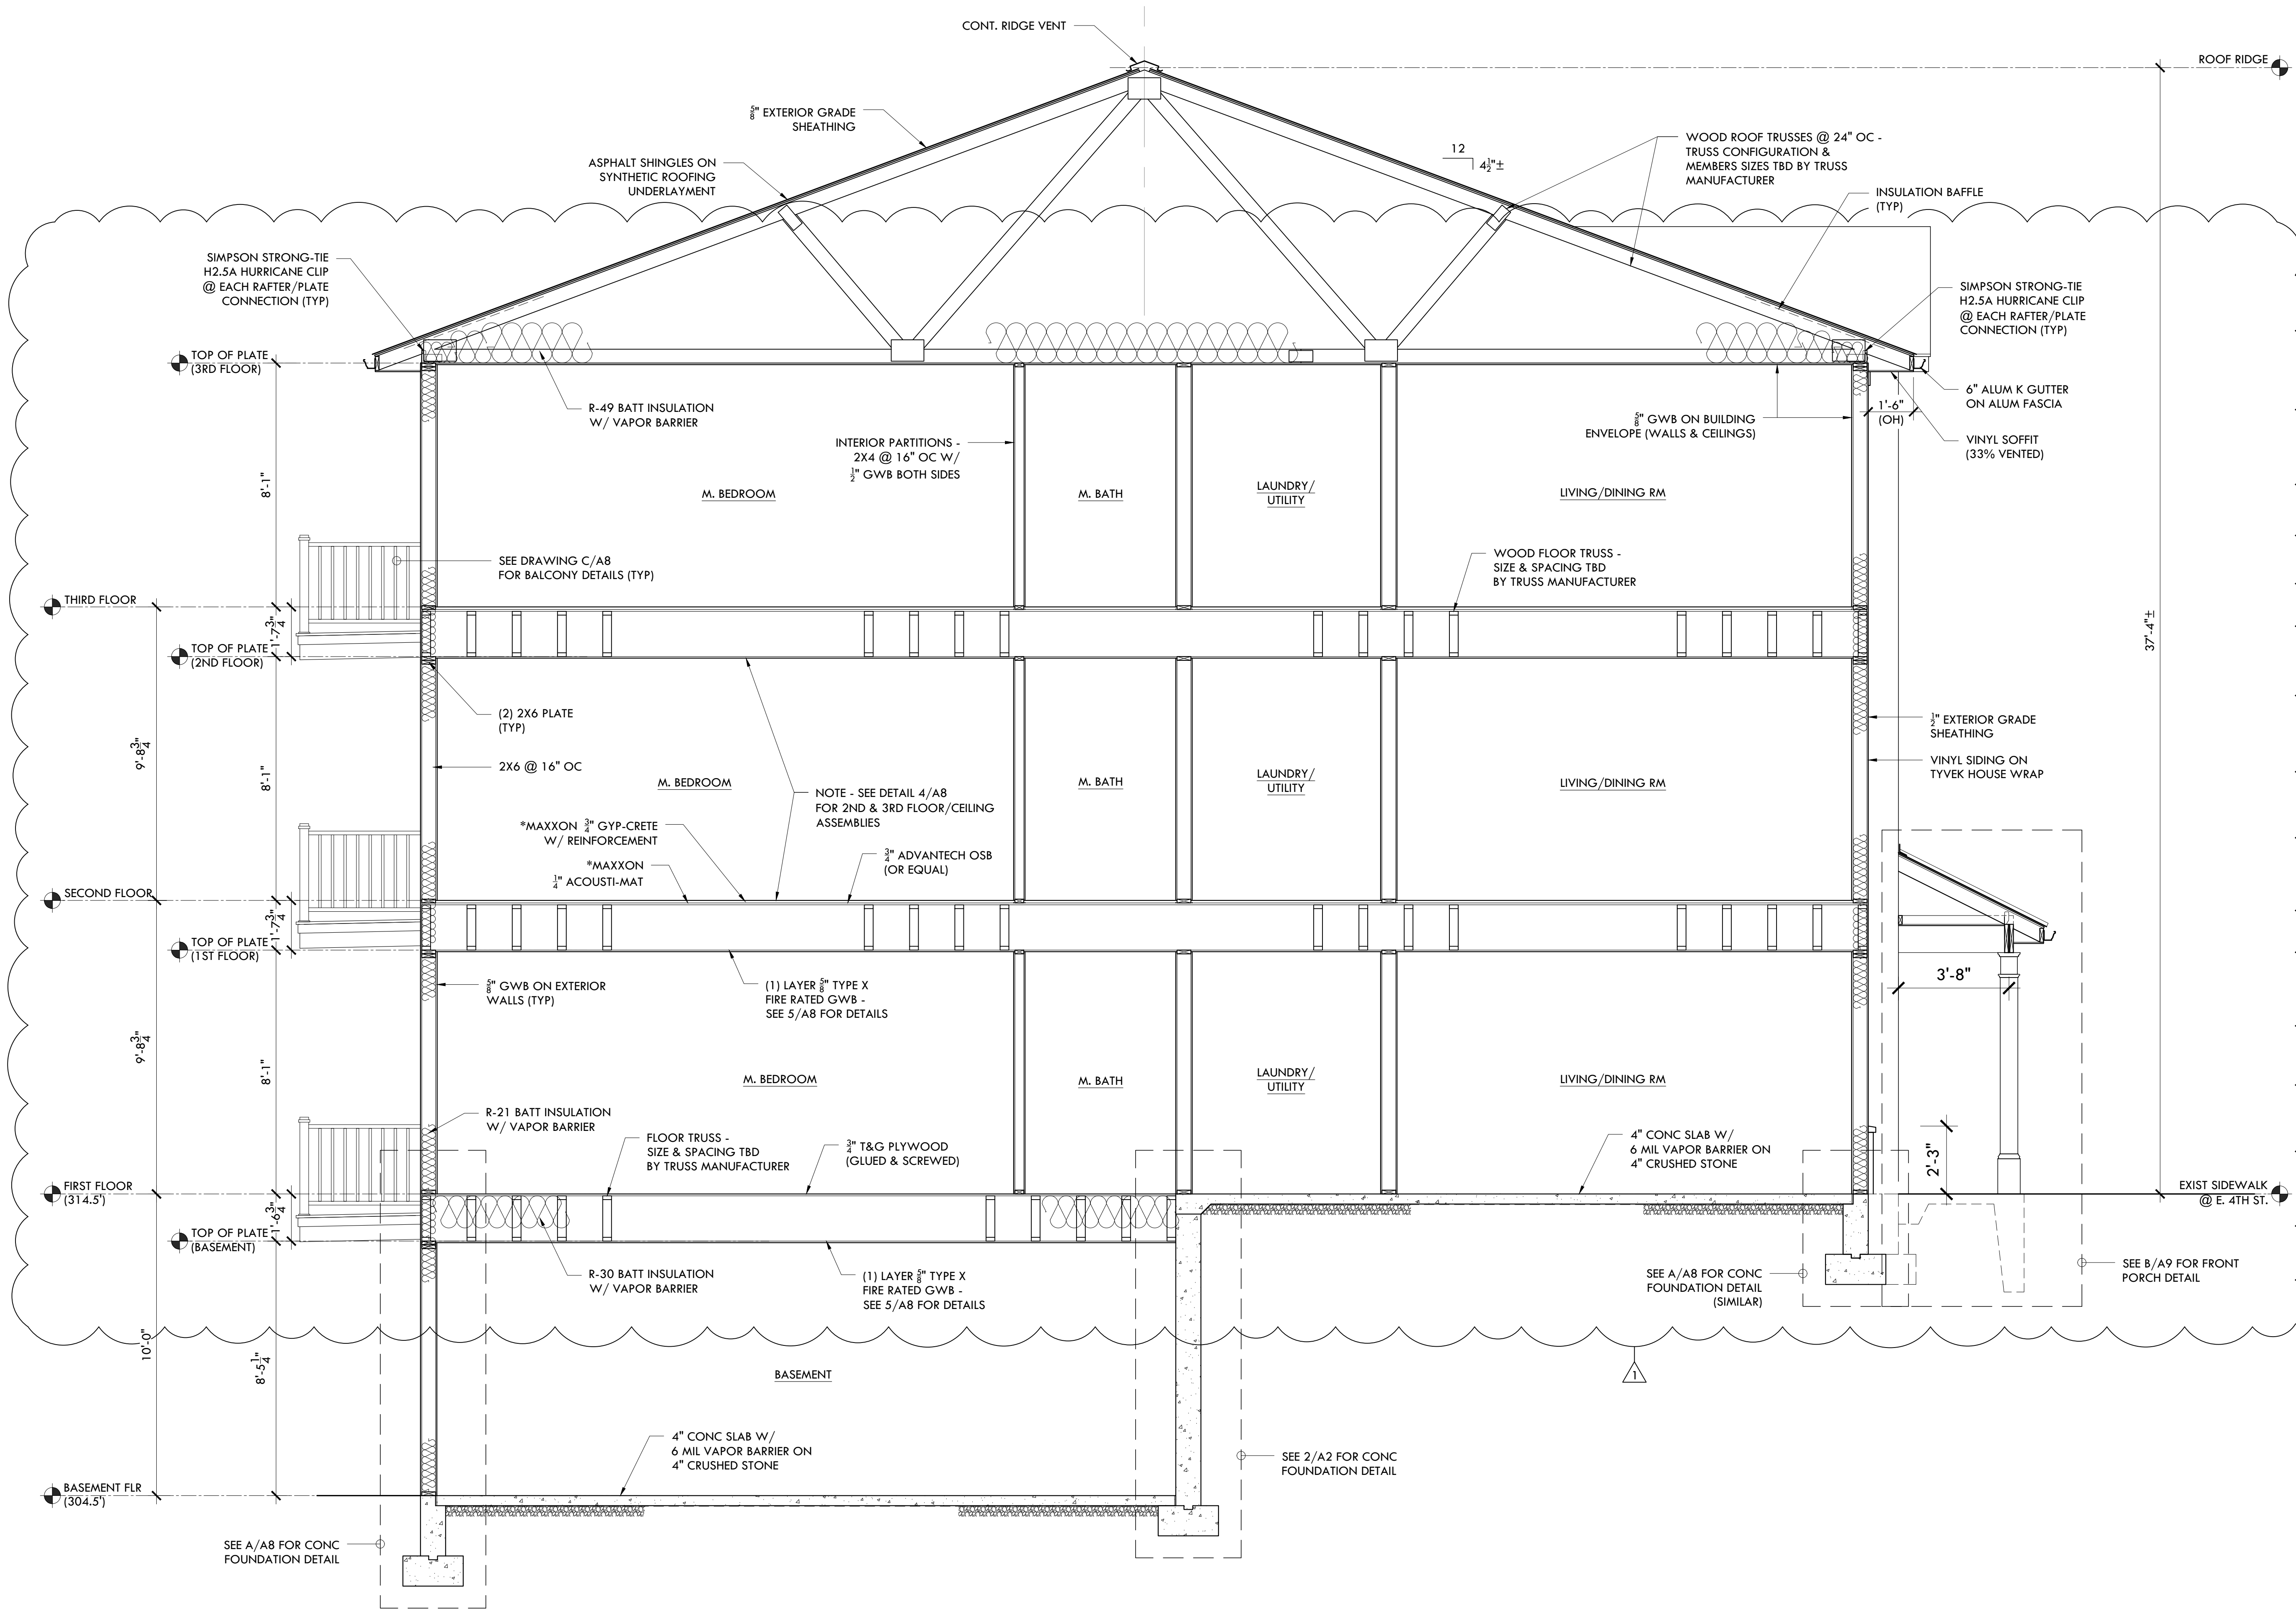 CONT. RIDGE VENT
ROOF RIDGE
5/8" EXTERIOR GRADE
SHEATHING
ASPHALT SHINGLES ON
SYNTHETIC ROOFING
UNDERLAYMENT
12
4 1/2"±
WOOD ROOF TRUSSES @ 24" OC -
TRUSS CONFIGURATION &
MEMBERS SIZES TBD BY TRUSS
MANUFACTURER
INSULATION BAFFLE
(TYP)
SIMPSON STRONG-TIE
H2.5A HURRICANE CLIP
@ EACH RAFTER/PLATE
CONNECTION (TYP)
SIMPSON STRONG-TIE
H2.5A HURRICANE CLIP
@ EACH RAFTER/PLATE
CONNECTION (TYP)
TOP OF PLATE
(3RD FLOOR)
R-49 BATT INSULATION
W/ VAPOR BARRIER
INTERIOR PARTITIONS -
2X4 @ 16" OC W/
1/2" GWB BOTH SIDES
5/8" GWB ON BUILDING
ENVELOPE (WALLS & CEILINGS)
1'-6"
(OH)
6" ALUM K GUTTER
ON ALUM FASCIA
VINYL SOFFIT
(33% VENTED)
8'-1"
M. BEDROOM
M. BATH
LAUNDRY/
UTILITY
LIVING/DINING RM
SEE DRAWING C/A8
FOR BALCONY DETAILS (TYP)
WOOD FLOOR TRUSS -
SIZE & SPACING TBD
BY TRUSS MANUFACTURER
THIRD FLOOR
1'-7 3/4"
37'-4"±
TOP OF PLATE
(2ND FLOOR)
(2) 2X6 PLATE
(TYP)
1/2" EXTERIOR GRADE
SHEATHING
9'-8 3/4"
8'-1"
2X6 @ 16" OC
VINYL SIDING ON
TYVEK HOUSE WRAP
M. BEDROOM
M. BATH
LAUNDRY/
UTILITY
LIVING/DINING RM
NOTE - SEE DETAIL 4/A8
FOR 2ND & 3RD FLOOR/CEILING
ASSEMBLIES
*MAXXON 3/4" GYP-CRETE
W/ REINFORCEMENT
*MAXXON
1/4" ACOUSTI-MAT
3/4" ADVANTECH OSB
(OR EQUAL)
SECOND FLOOR
1'-7 3/4"
TOP OF PLATE
(1ST FLOOR)
3'-8"
5/8" GWB ON EXTERIOR
WALLS (TYP)
(1) LAYER 5/8" TYPE X
FIRE RATED GWB -
SEE 5/A8 FOR DETAILS
9'-8 3/4"
8'-1"
M. BEDROOM
M. BATH
LAUNDRY/
UTILITY
LIVING/DINING RM
R-21 BATT INSULATION
W/ VAPOR BARRIER
FLOOR TRUSS -
SIZE & SPACING TBD
BY TRUSS MANUFACTURER
3/4" T&G PLYWOOD
(GLUED & SCREWED)
4" CONC SLAB W/
6 MIL VAPOR BARRIER ON
4" CRUSHED STONE
2'-3"
FIRST FLOOR
(314.5')
1'-6 3/4"
EXIST SIDEWALK
@ E. 4TH ST.
TOP OF PLATE
(BASEMENT)
R-30 BATT INSULATION
W/ VAPOR BARRIER
(1) LAYER 5/8" TYPE X
FIRE RATED GWB -
SEE 5/A8 FOR DETAILS
SEE A/A8 FOR CONC
FOUNDATION DETAIL
(SIMILAR)
SEE B/A9 FOR FRONT
PORCH DETAIL
10'-0"
8'-5 1/4"
BASEMENT
1
4" CONC SLAB W/
6 MIL VAPOR BARRIER ON
4" CRUSHED STONE
SEE 2/A2 FOR CONC
FOUNDATION DETAIL
BASEMENT FLR
(304.5')
SEE A/A8 FOR CONC
FOUNDATION DETAIL